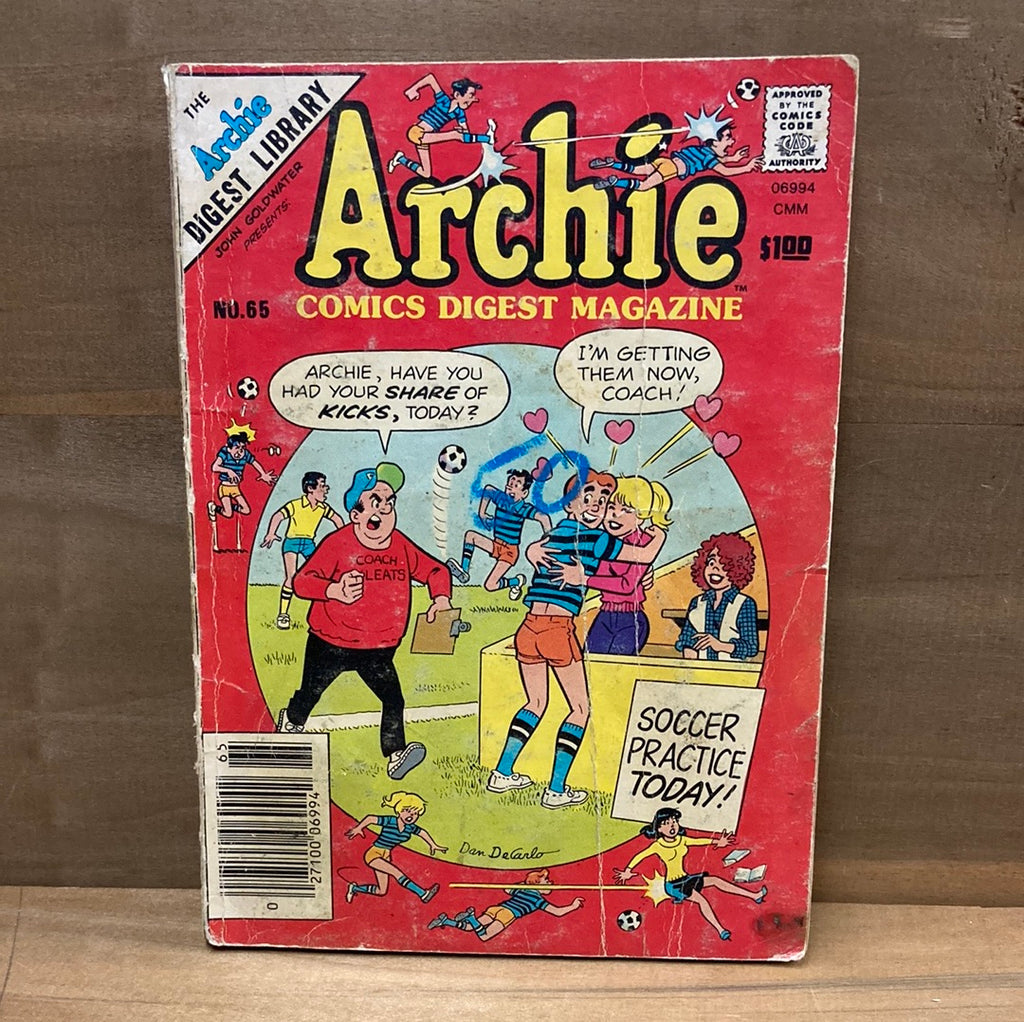 THE
Archie
DIGEST LIBRARY
JOHN GOLDWATER
PRESENTS:
APPROVED
BY THE
COMICS
CODE
AUTHORITY
06994
CMM
$1.00
Archie
TM
NO.65
COMICS DIGEST MAGAZINE
ARCHIE, HAVE YOU
HAD YOUR SHARE OF
KICKS, TODAY?
I'M GETTING
THEM NOW,
COACH!
COACH
LEATS
SOCCER
PRACTICE
TODAY!
65
27100 06994
0
Dan DeCarlo